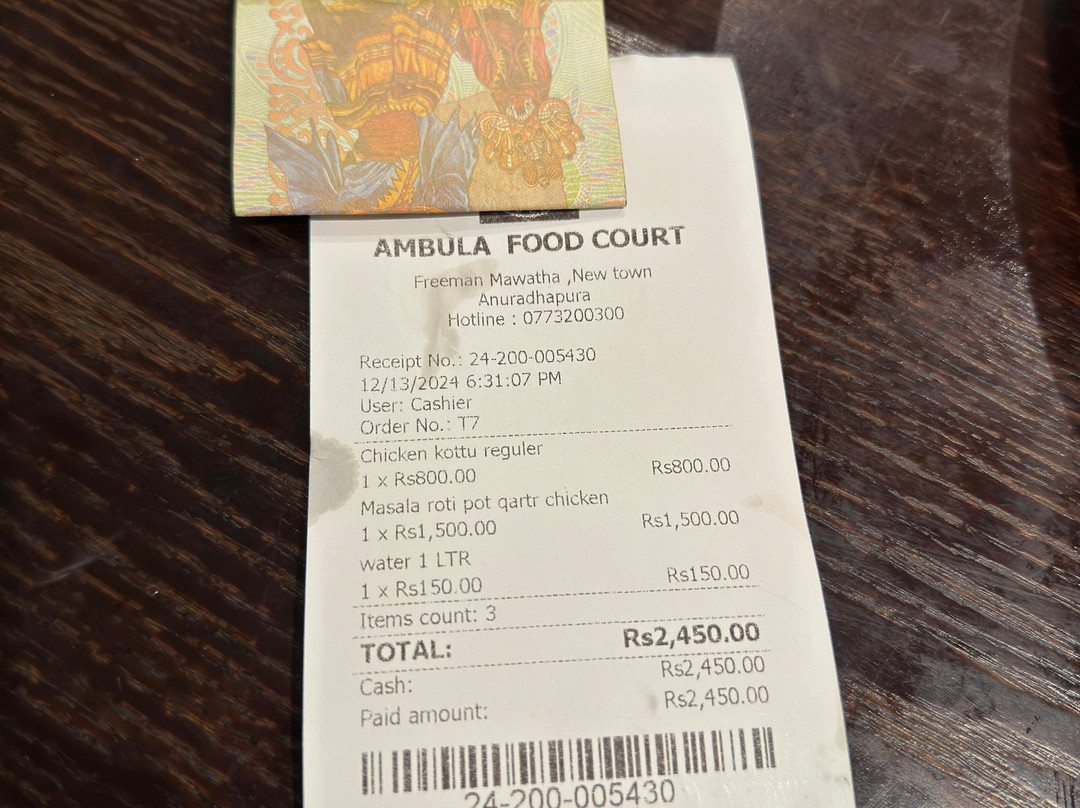 AMBULA FOOD COURT
Freeman Mawatha ,New town
Anuradhapura
Hotline : 0773200300
Receipt No.: 24-200-005430
12/13/2024 6:31:07 PM
User: Cashier
Order No.: T7
Chicken kottu reguler
1 x Rs800.00 Rs800.00
Masala roti pot qartr chicken
1 x Rs1,500.00 Rs1,500.00
water 1 LTR
1 x Rs150.00 Rs150.00
Items count: 3
TOTAL: Rs2,450.00
Cash: Rs2,450.00
Paid amount: Rs2,450.00
24-200-005430